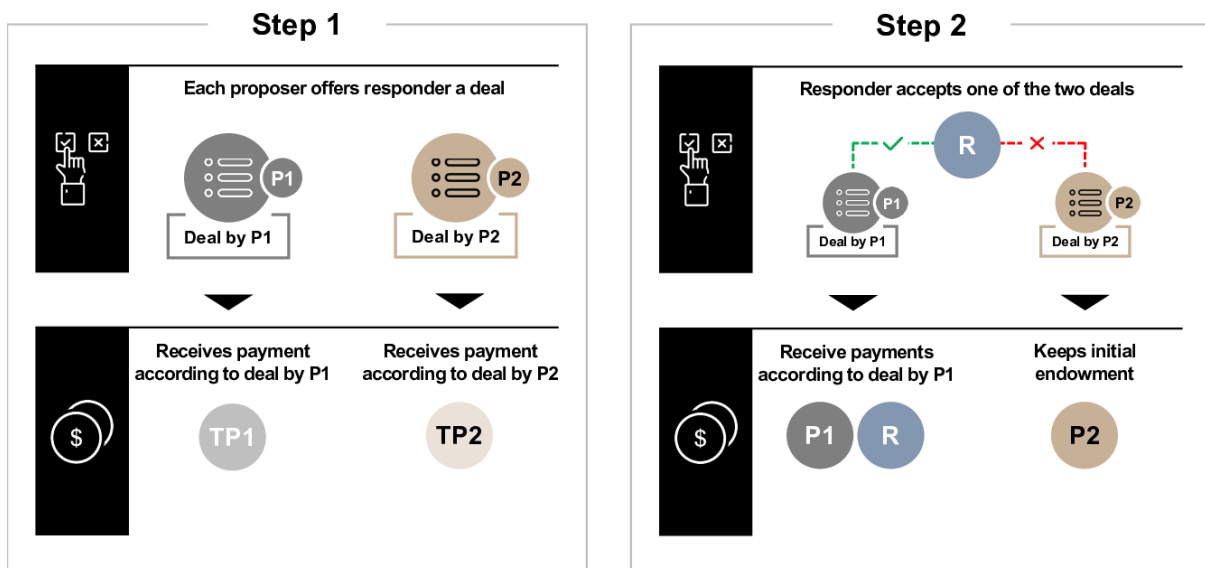 Step 1
Each proposer offers responder a deal
P1
P2
Deal by P1
Deal by P2
Receives payment
according to deal by P1
Receives payment
according to deal by P2
$
TP1
TP2
Step 2
Responder accepts one of the two deals
R
P1
P2
Deal by P1
Deal by P2
Receive payments
according to deal by P1
Keeps initial
endowment
$
P1
R
P2